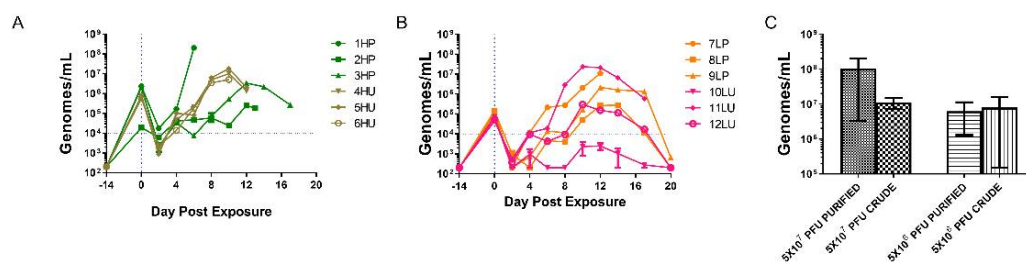 A
Genomes/mL
10⁹
10⁸
10⁷
10⁶
10⁵
10⁴
10³
10²
-14
0
4
8
12
16
20
Day Post Exposure
1HP
2HP
3HP
4HU
5HU
6HU
B
Genomes/mL
10⁹
10⁸
10⁷
10⁶
10⁵
10⁴
10³
10²
-14
0
4
8
12
16
20
Day Post Exposure
7LP
8LP
9LP
10LU
11LU
12LU
C
Genomes/mL
10⁹
10⁸
10⁷
10⁶
10⁵
5X10⁷ PFU PURIFIED
5X10⁷ PFU CRUDE
5X10⁶ PFU PURIFIED
5X10⁶ PFU CRUDE